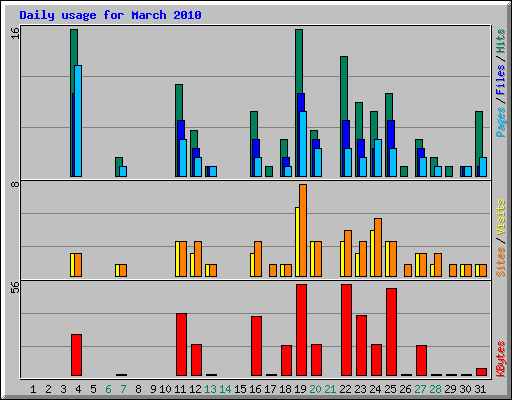 Daily usage for March 2010
16
Pages / Files / Hits
8
Sites / Visits
56
KBytes
1 2 3 4 5 6 7 8 9 10 11 12 13 14 15 16 17 18 19 20 21 22 23 24 25 26 27 28 29 30 31